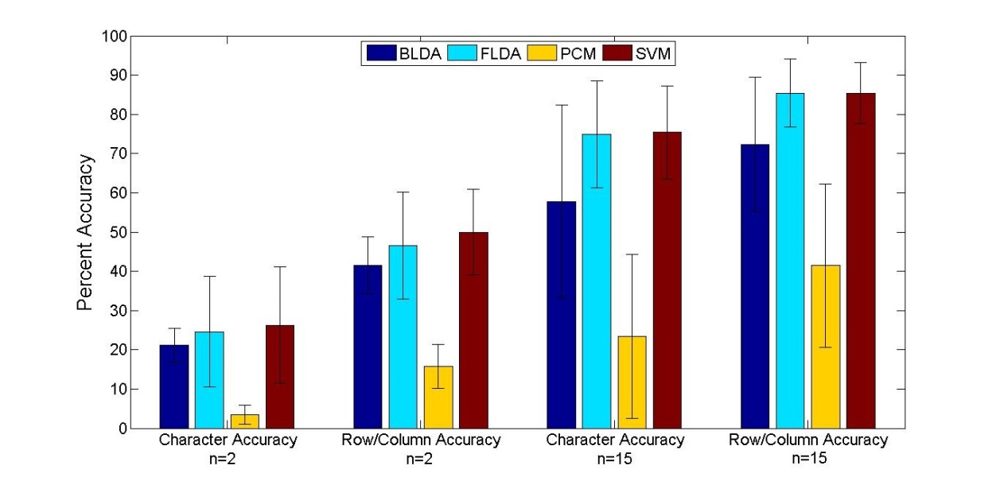 100
90
80
70
60
50
40
30
20
10
0
Percent Accuracy
BLDA FLDA PCM SVM
Character Accuracy
n=2
Row/Column Accuracy
n=2
Character Accuracy
n=15
Row/Column Accuracy
n=15